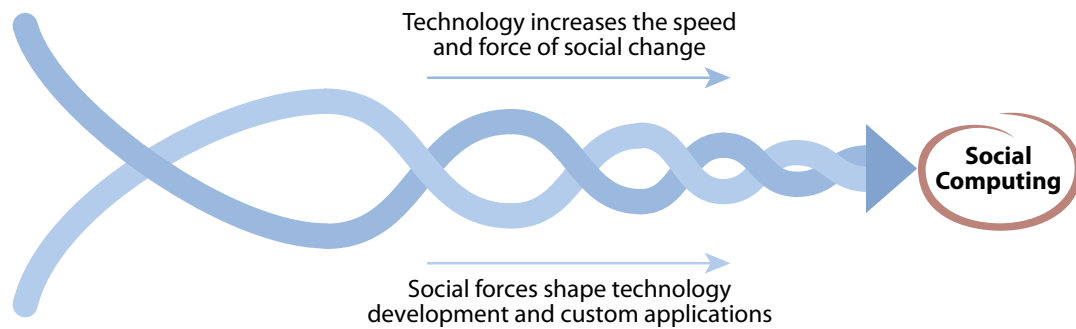 Technology increases the speed
and force of social change
Social
Computing
Social forces shape technology
development and custom applications